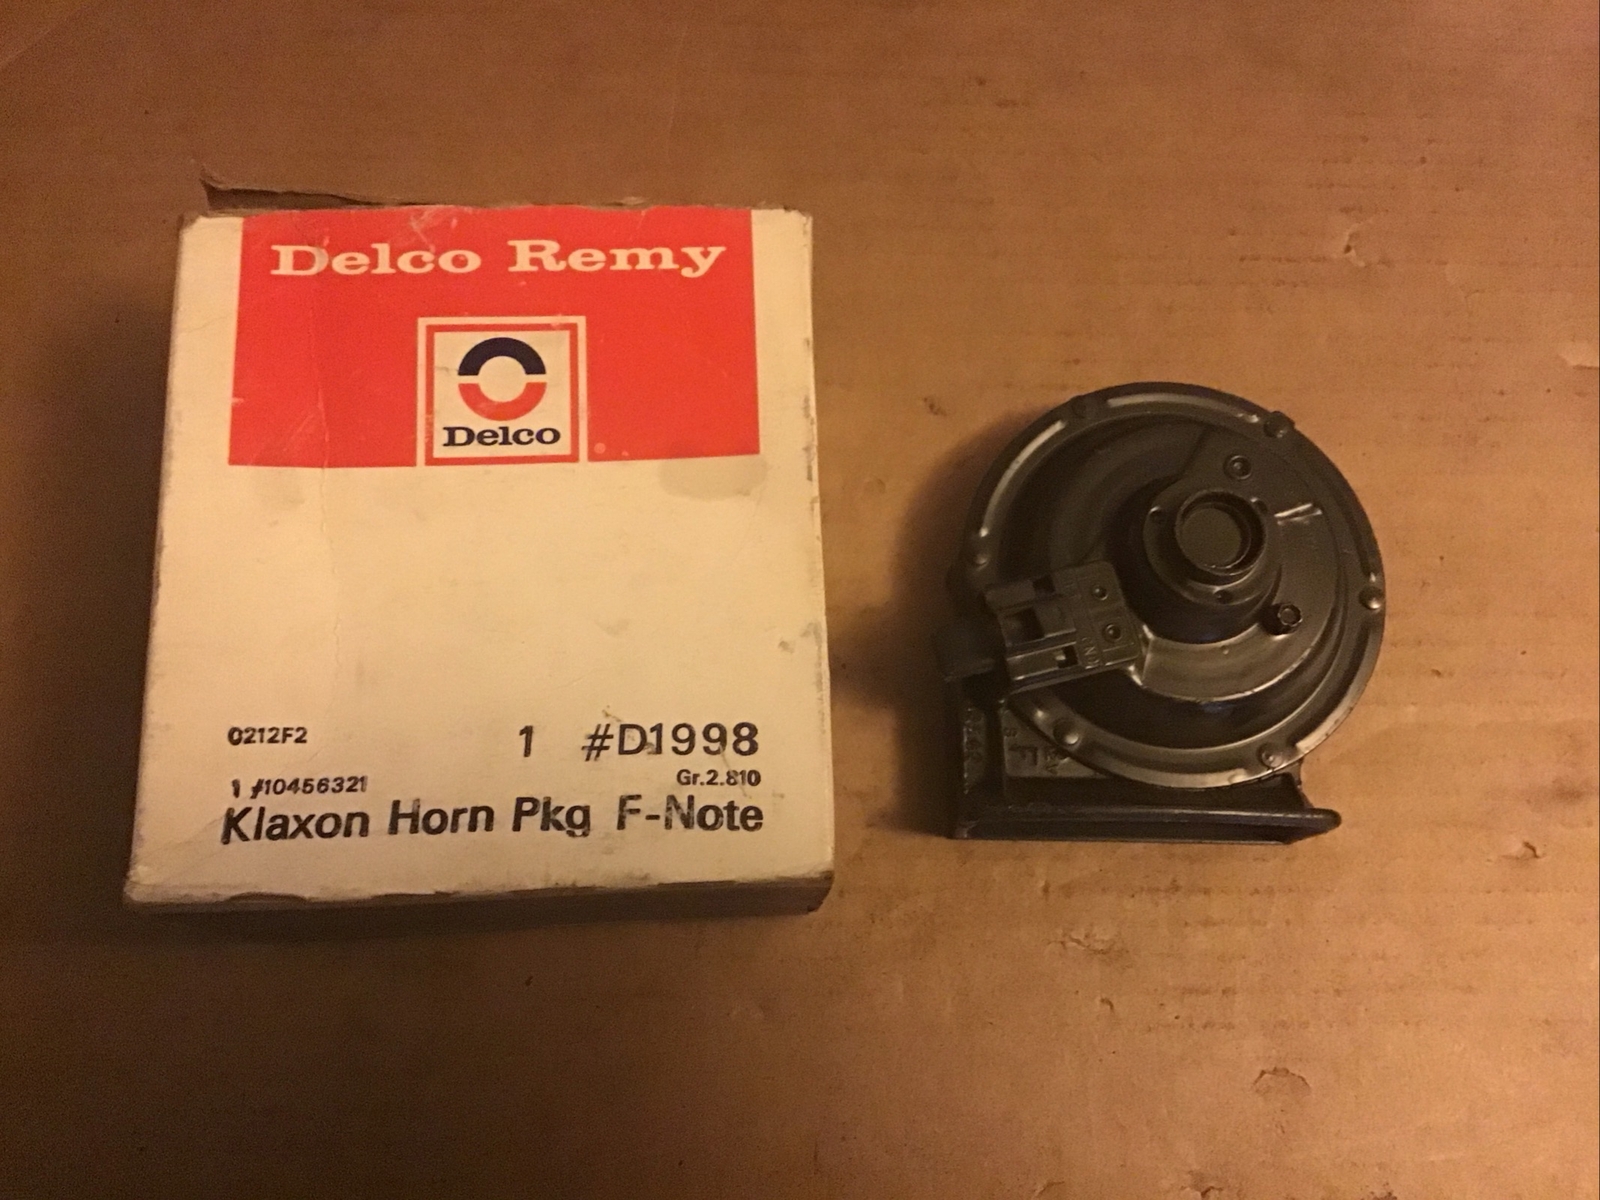 Delco Remy
Delco
®
0212F2 1 #D1998
1 #10456321 Gr.2.810
Klaxon Horn Pkg F-Note
F